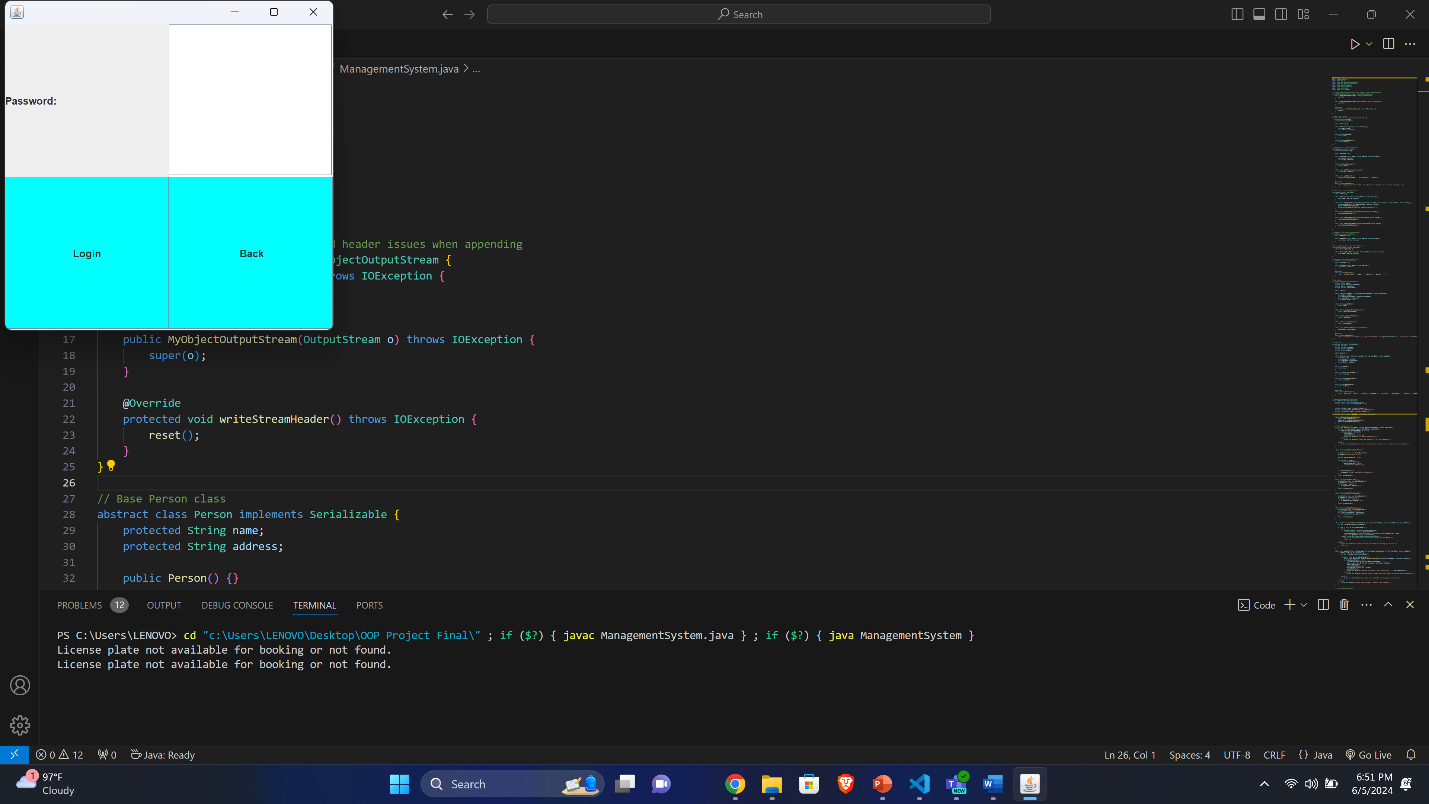 Search
ManagementSystem.java > ...
Password:
Login
Back
d header issues when appending
bjectOutputStream {
rows IOException {
17 public MyObjectOutputStream(OutputStream o) throws IOException {
18 super(o);
19 }
20
21 @Override
22 protected void writeStreamHeader() throws IOException {
23 reset();
24 }
25 }
26
27 // Base Person class
28 abstract class Person implements Serializable {
29 protected String name;
30 protected String address;
31
32 public Person() {}
PROBLEMS 12 OUTPUT DEBUG CONSOLE TERMINAL PORTS Code
PS C:\Users\LENOVO> cd "c:\Users\LENOVO\Desktop\OOP Project Final\" ; if ($?) { javac ManagementSystem.java } ; if ($?) { java ManagementSystem }
License plate not available for booking or not found.
License plate not available for booking or not found.
0 12 0 Java: Ready Ln 26, Col 1 Spaces: 4 UTF-8 CRLF {} Java Go Live
1 97°F
Cloudy
Search
NEW
6:51 PM
6/5/2024